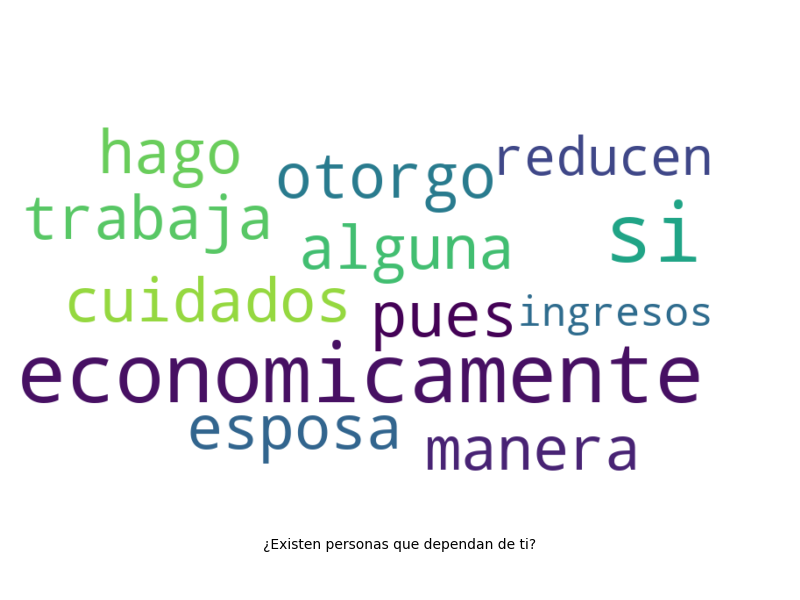 hago otorgo reducen
trabaja alguna si
cuidados pues ingresos
economicamente
esposa manera
¿Existen personas que dependan de ti?